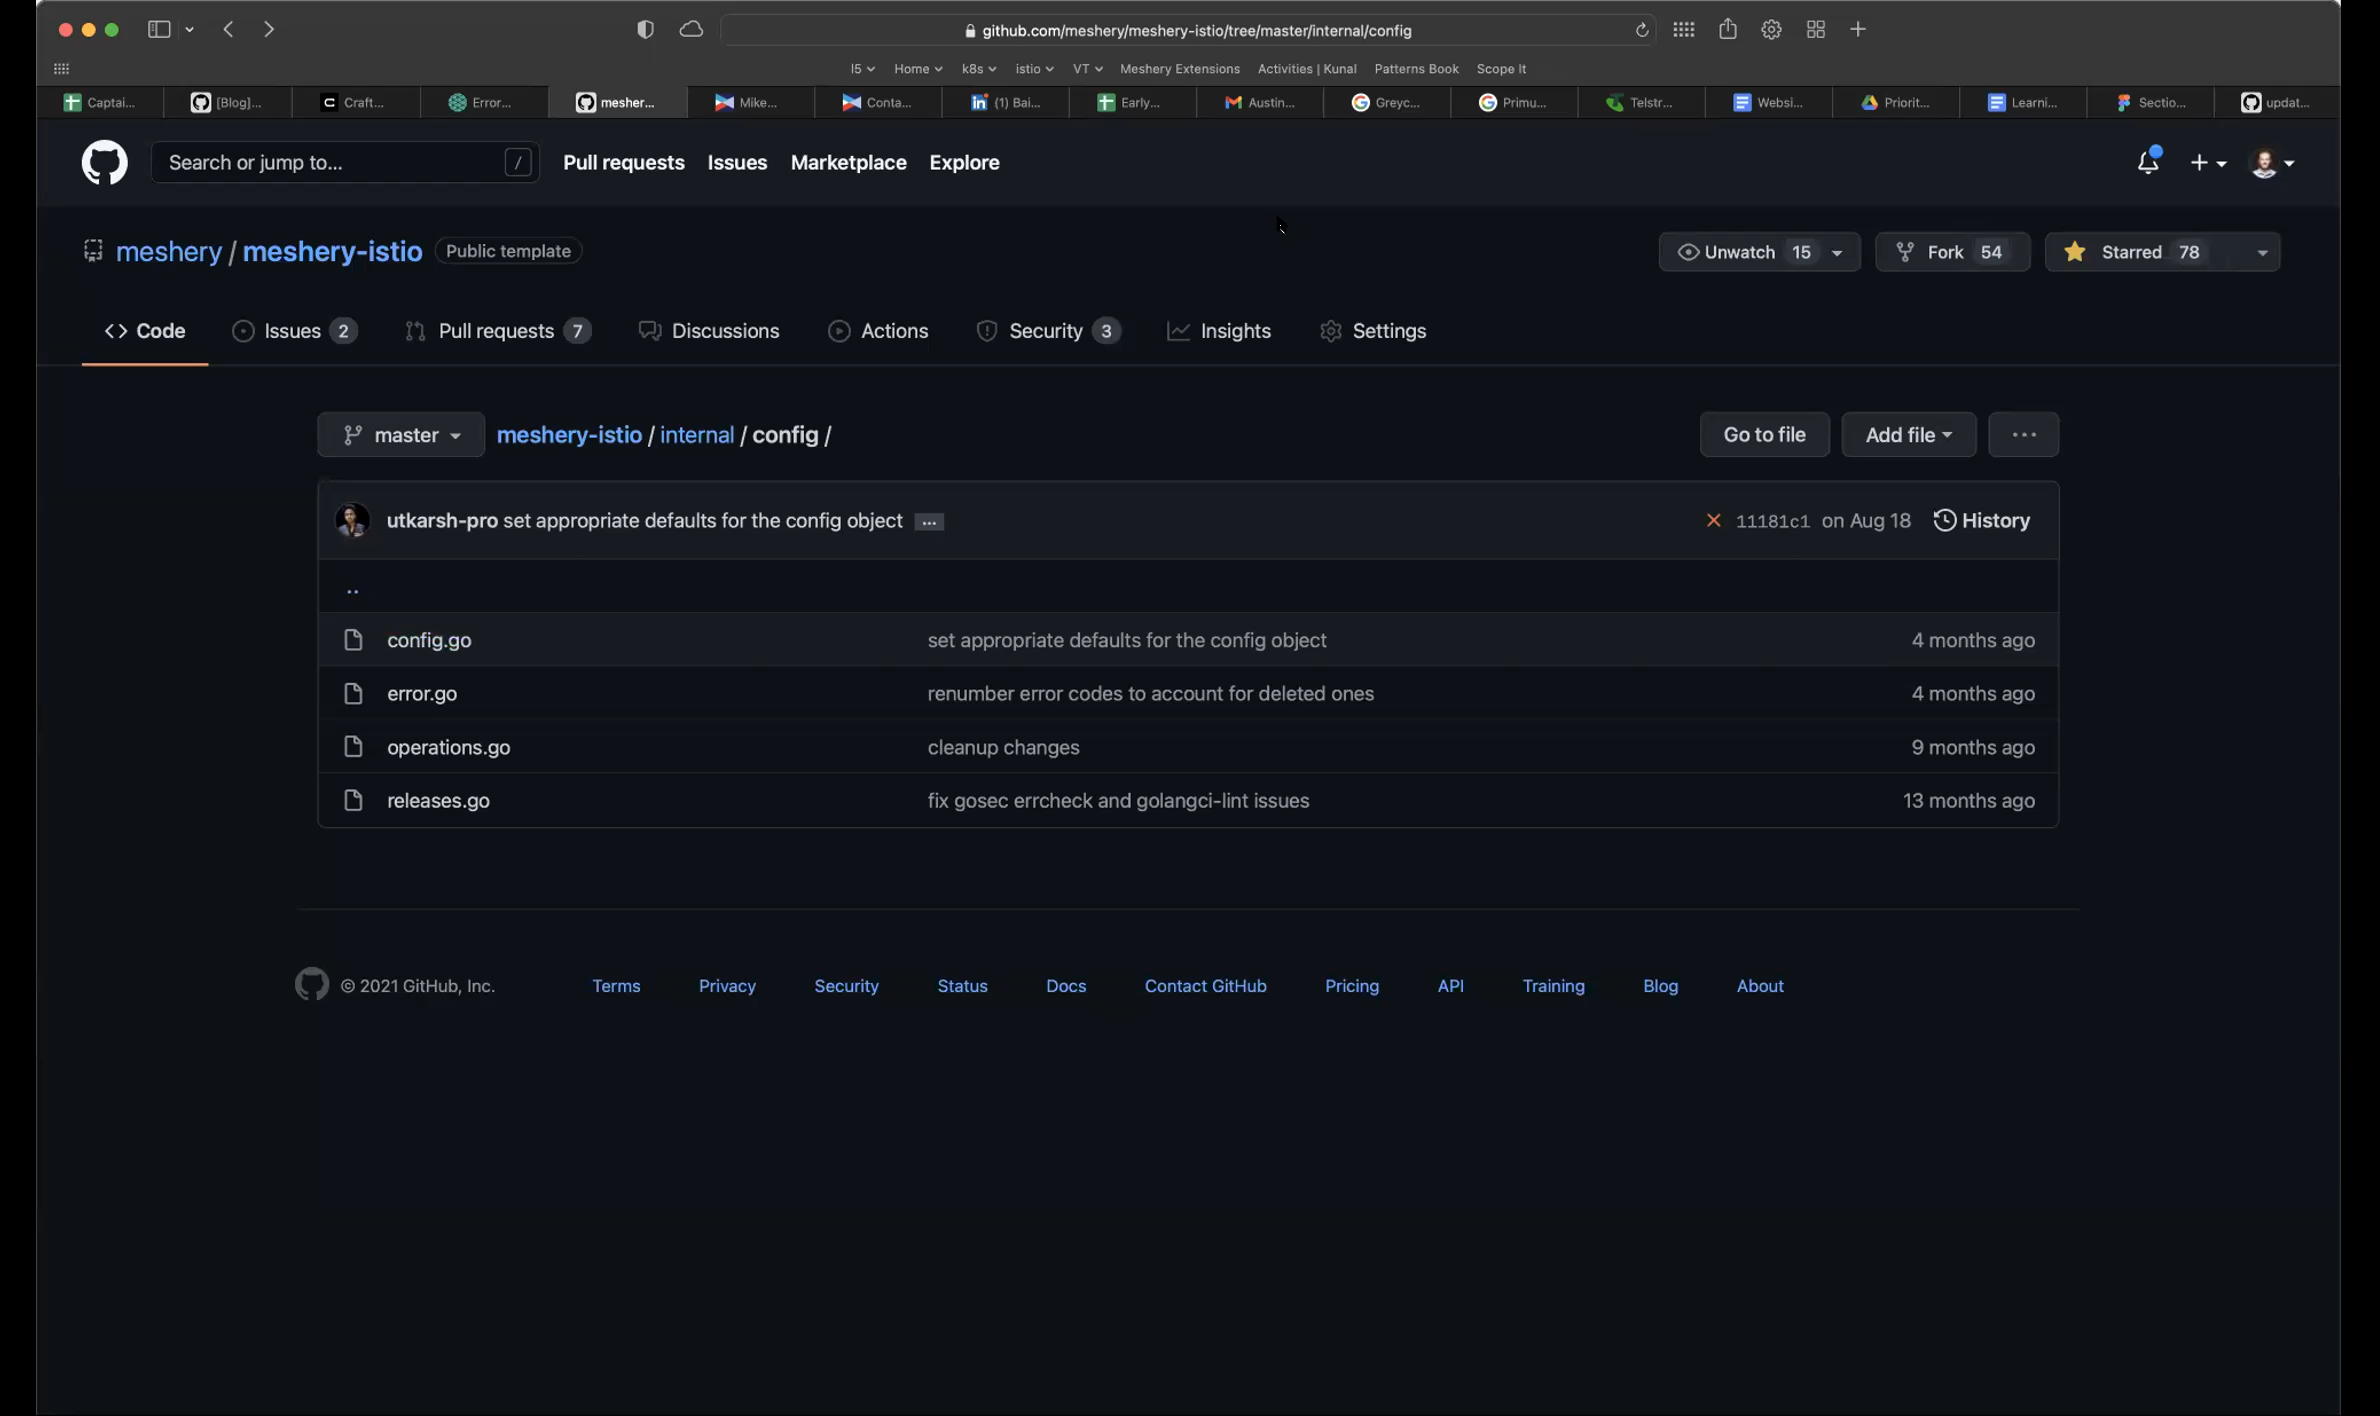 github.com/meshery/meshery-istio/tree/master/internal/config
l5 Home k8s istio VT Meshery Extensions Activities | Kunal Patterns Book Scope It
Captai... [Blog]... Craft... Error... mesher... Mike... Conta... (1) Bai... Early... Austin... Greyc... Primu... Telstr... Websi... Priorit... Learni... Sectio... updat...
Search or jump to... / Pull requests Issues Marketplace Explore
meshery / meshery-istio Public template Unwatch 15 Fork 54 Starred 78
Code Issues 2 Pull requests 7 Discussions Actions Security 3 Insights Settings
master meshery-istio / internal / config / Go to file Add file ...
utkarsh-pro set appropriate defaults for the config object ... 11181c1 on Aug 18 History
..
config.go set appropriate defaults for the config object 4 months ago
error.go renumber error codes to account for deleted ones 4 months ago
operations.go cleanup changes 9 months ago
releases.go fix gosec errcheck and golangci-lint issues 13 months ago
© 2021 GitHub, Inc. Terms Privacy Security Status Docs Contact GitHub Pricing API Training Blog About